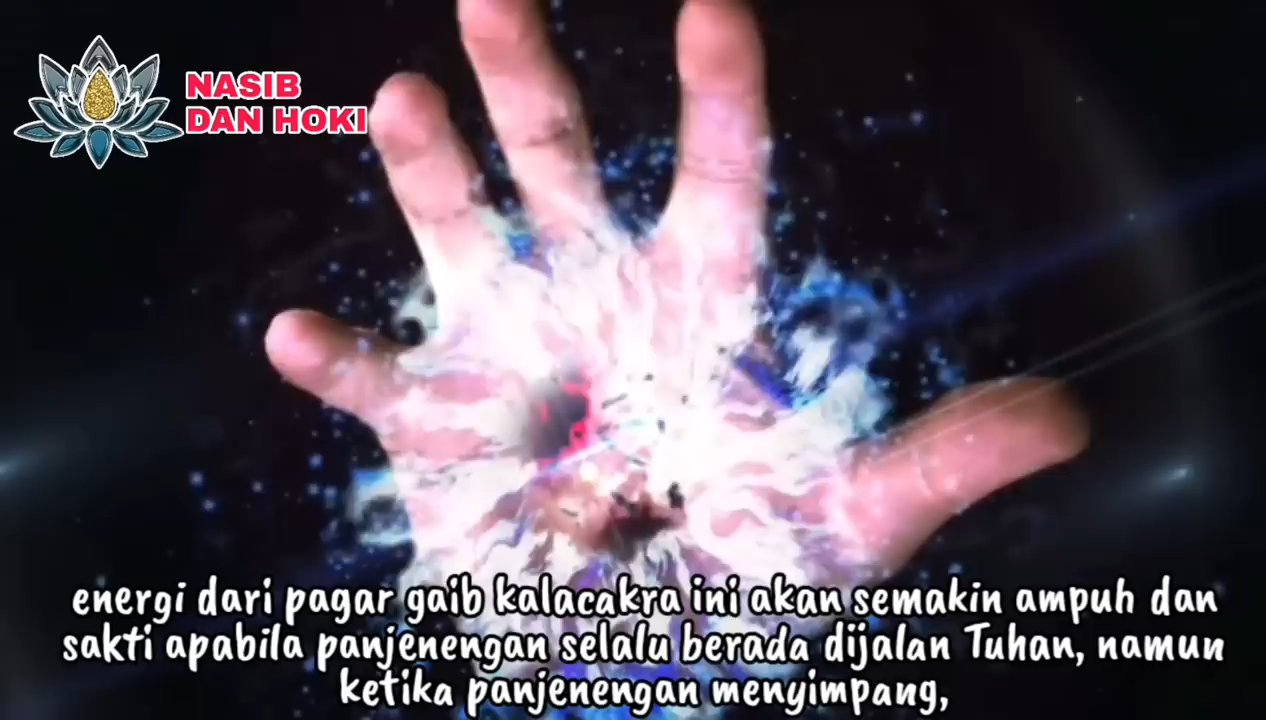 NASIB
DAN HOKI
energi dari pagar gaib kalacakra ini akan semakin ampuh dan
sakti apabila panjenengan selalu berada dijalan Tuhan, namun
ketika panjenengan menyimpang,